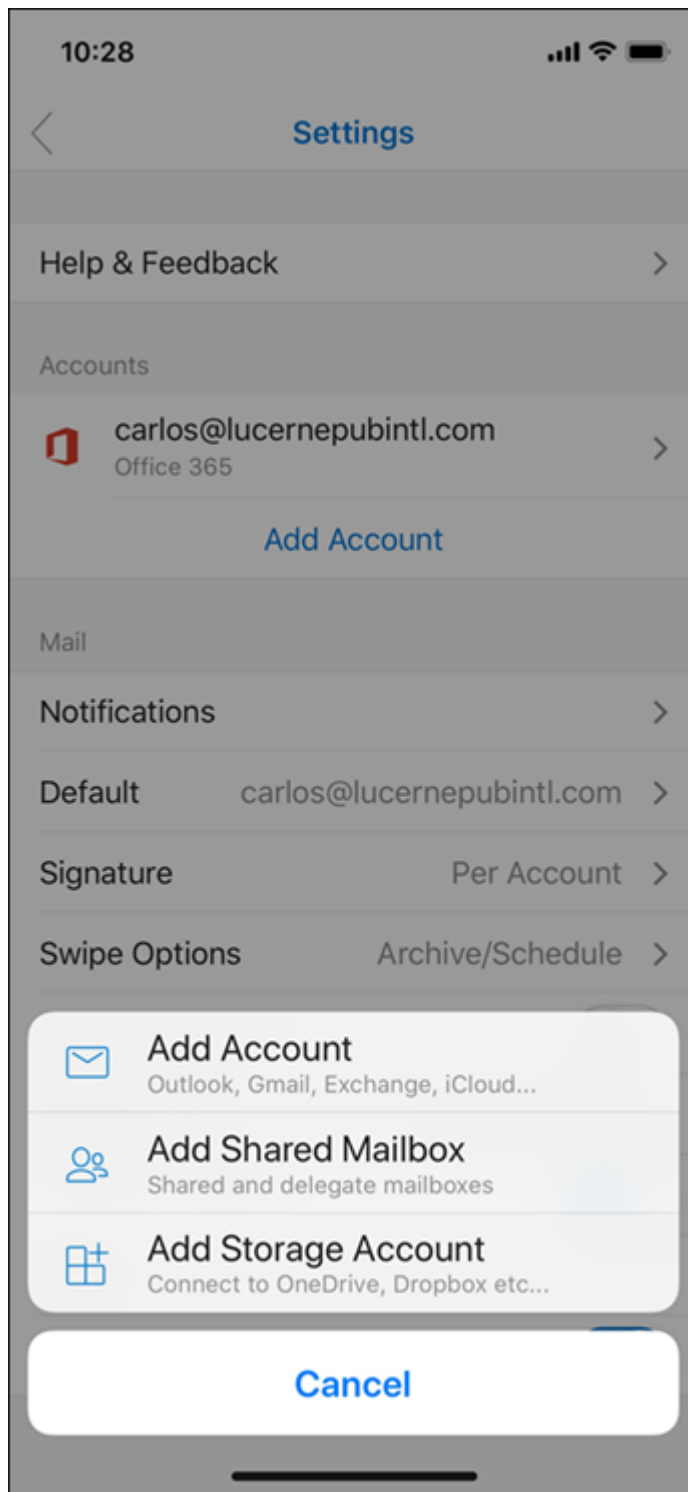 10:28
Settings
Help & Feedback
Accounts
carlos@lucernepubintl.com
Office 365
Add Account
Mail
Notifications
Default carlos@lucernepubintl.com
Signature Per Account
Swipe Options Archive/Schedule
Add Account
Outlook, Gmail, Exchange, iCloud...
Add Shared Mailbox
Shared and delegate mailboxes
Add Storage Account
Connect to OneDrive, Dropbox etc...
Cancel